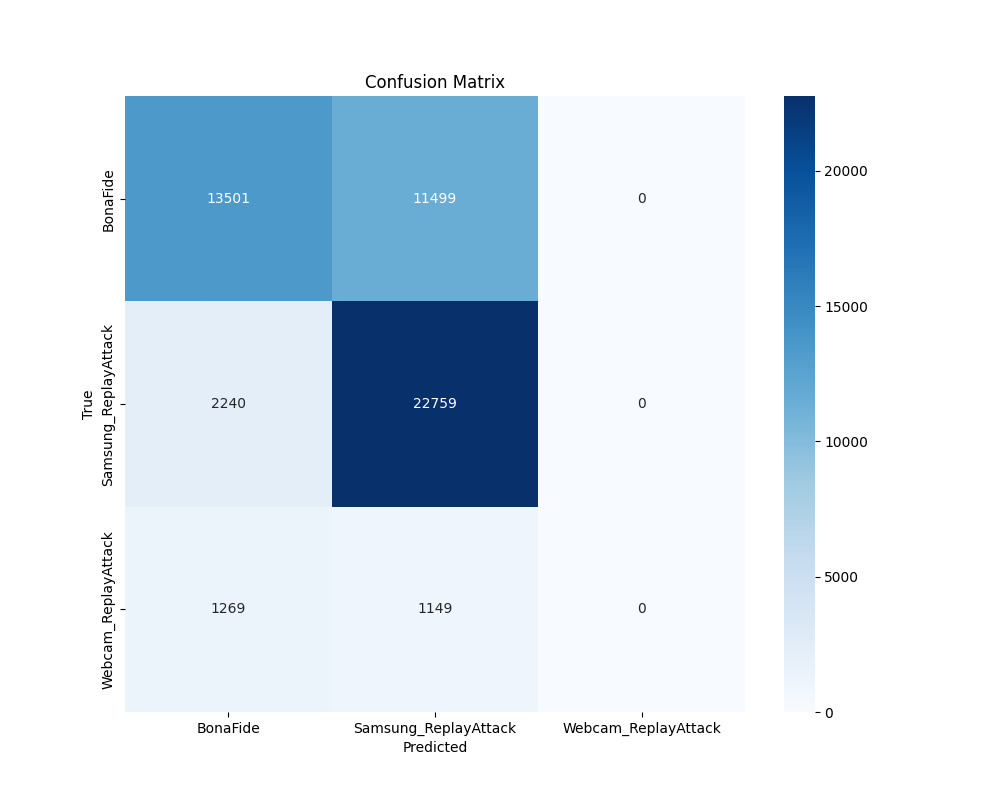 Confusion Matrix
BonaFide
13501
11499
0
Samsung_ReplayAttack
2240
22759
0
Webcam_ReplayAttack
1269
1149
0
True
BonaFide
Samsung_ReplayAttack
Webcam_ReplayAttack
Predicted
20000
15000
10000
5000
0